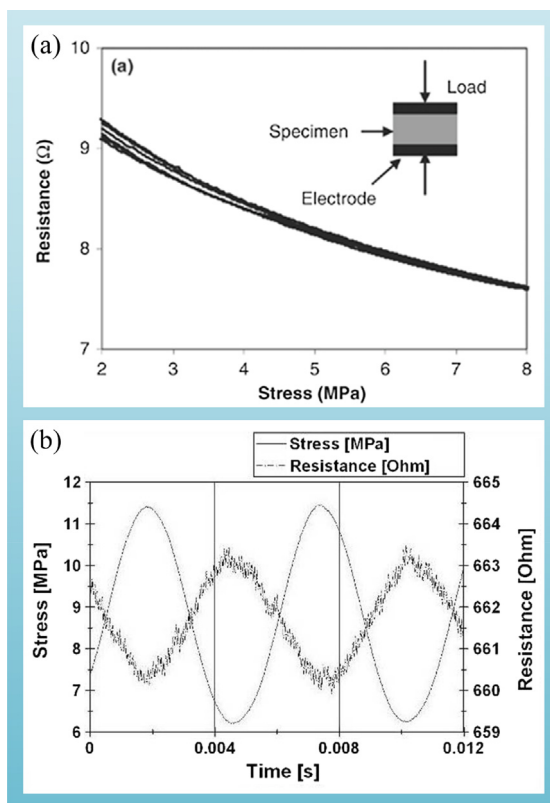 (a)
(a)
10
9
8
7
Resistance (Ω)
Load
Specimen
Electrode
2 3 4 5 6 7 8
Stress (MPa)
(b)
Stress [MPa]
Resistance [Ohm]
12
11
10
9
8
7
6
Stress [MPa]
665
664
663
662
661
660
659
Resistance [Ohm]
0 0.004 0.008 0.012
Time [s]